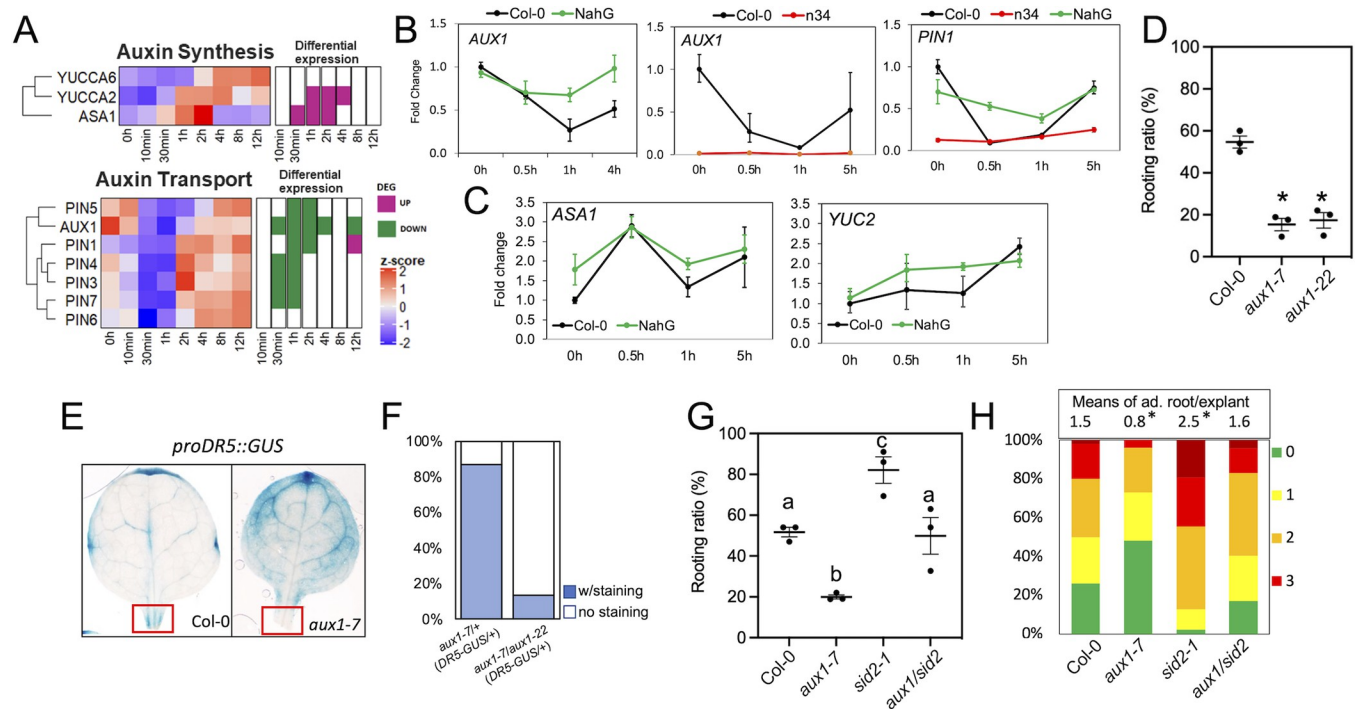 A
Auxin Synthesis
Differential
expression
YUCCA6
YUCCA2
ASA1
0h 10min 30min 1h 2h 4h 8h 12h
10min 30min 1h 2h 4h 8h 12h
Auxin Transport
Differential
expression
PIN5
AUX1
PIN1
PIN4
PIN3
PIN7
PIN6
0h 10min 30min 1h 2h 4h 8h 12h
10min 30min 1h 2h 4h 8h 12h
DEG
UP
DOWN
z-score
2
1
0
-1
-2
B
Col-0 NahG
AUX1
Fold Change
1.5
1.0
0.5
0.0
0h 0.5h 1h 4h
Col-0 n34
AUX1
1.5
1.0
0.5
0.0
0h 0.5h 1h 5h
Col-0 n34 NahG
PIN1
1.5
1.0
0.5
0.0
0h 0.5h 1h 5h
C
ASA1
Fold change
3.5
3.0
2.5
2.0
1.5
1.0
0.5
0.0
Col-0 NahG
0h 0.5h 1h 5h
YUC2
3.5
3.0
2.5
2.0
1.5
1.0
0.5
0.0
Col-0 NahG
0h 0.5h 1h 5h
D
Rooting ratio (%)
100
80
60
40
20
0
* *
Col-0 aux1-7 aux1-22
E
proDR5::GUS
Col-0
aux1-7
F
100%
80%
60%
40%
20%
0%
w/staining
no staining
aux1-7/+
(DR5-GUS/+)
aux1-7/aux1-22
(DR5-GUS/+)
G
Rooting ratio (%)
100
80
60
40
20
0
a b c a
Col-0 aux1-7 sid2-1 aux1/sid2
H
Means of ad. root/explant
1.5 0.8* 2.5* 1.6
100%
80%
60%
40%
20%
0%
0
1
2
3
Col-0 aux1-7 sid2-1 aux1/sid2